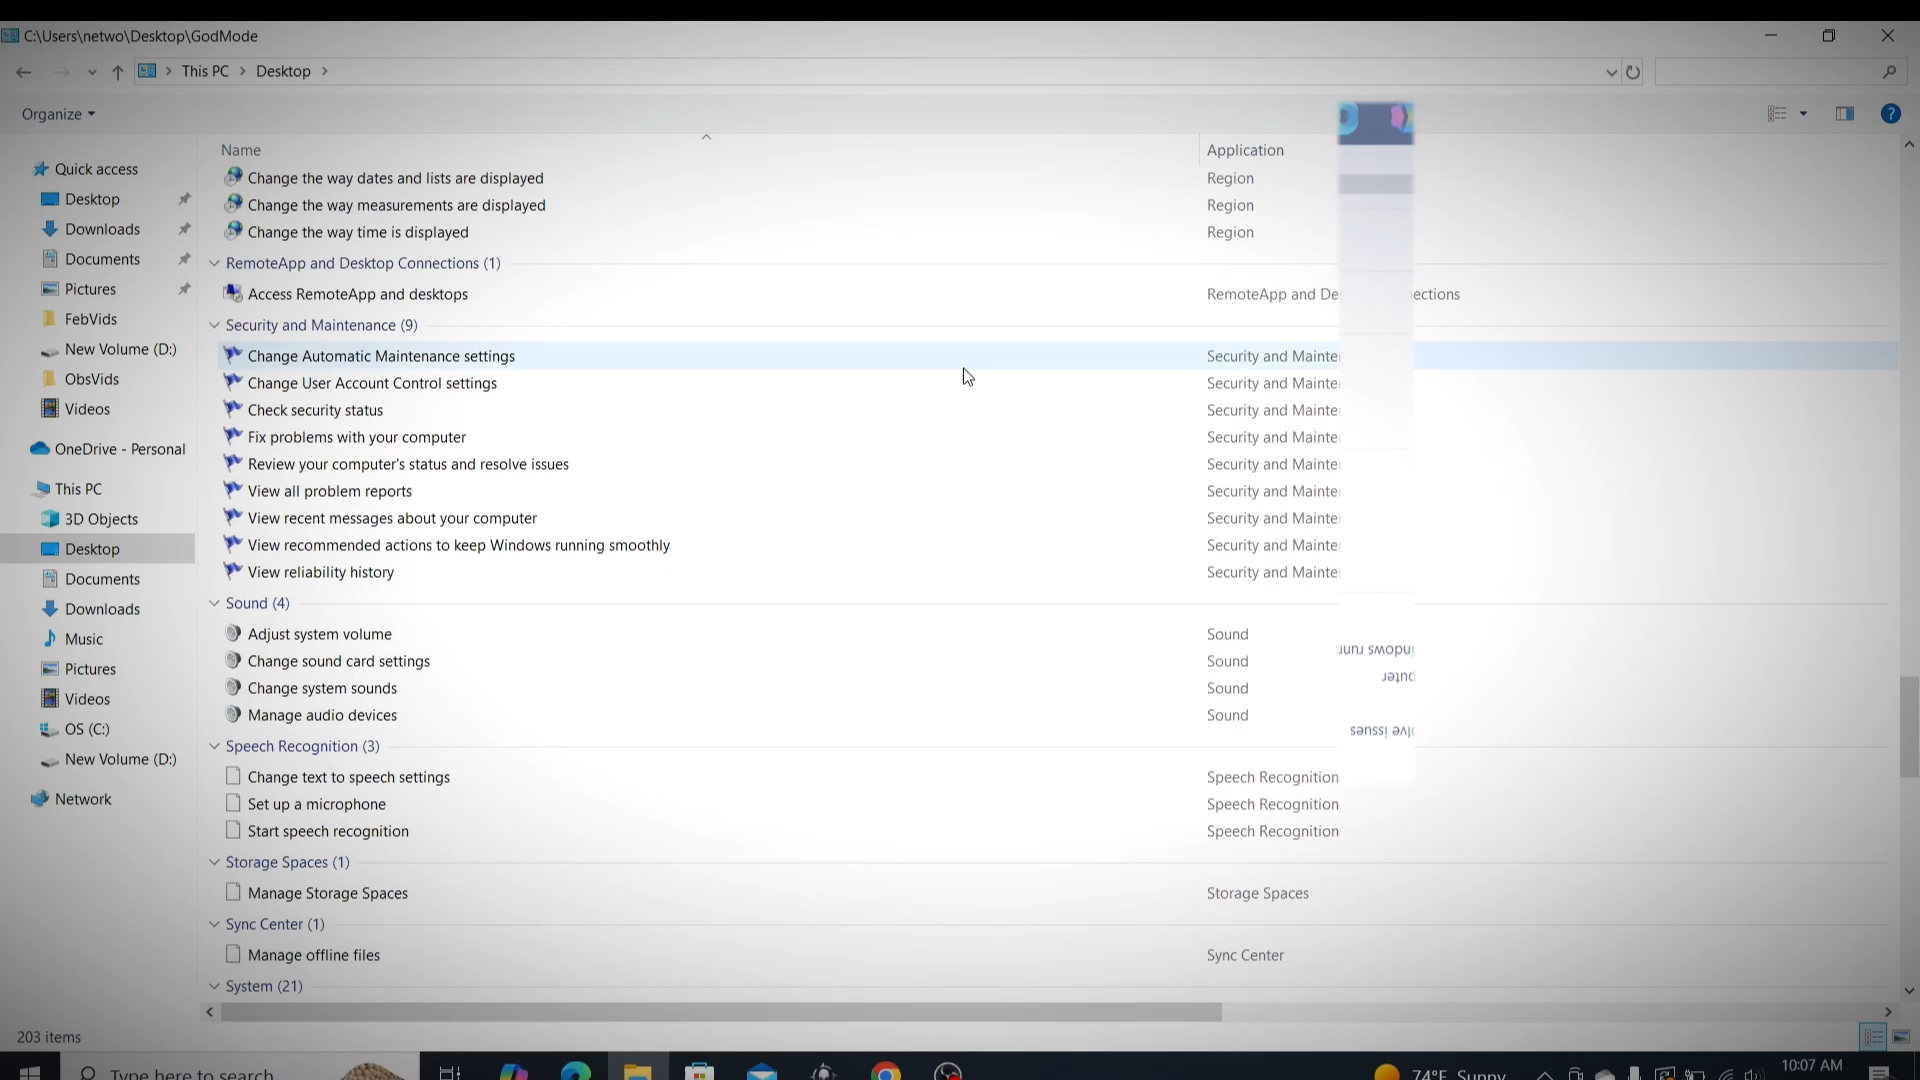 C:\Users\netwo\Desktop\GodMode
This PC > Desktop >
Organize
Name
Application
Quick access
Desktop
Downloads
Documents
Pictures
FebVids
New Volume (D:)
ObsVids
Videos
OneDrive - Personal
This PC
3D Objects
Desktop
Documents
Downloads
Music
Pictures
Videos
OS (C:)
New Volume (D:)
Network
Change the way dates and lists are displayed Region
Change the way measurements are displayed Region
Change the way time is displayed Region
RemoteApp and Desktop Connections (1)
Access RemoteApp and desktops RemoteApp and De ections
Security and Maintenance (9)
Change Automatic Maintenance settings Security and Mainte
Change User Account Control settings Security and Mainte
Check security status Security and Mainte
Fix problems with your computer Security and Mainte
Review your computer's status and resolve issues Security and Mainte
View all problem reports Security and Mainte
View recent messages about your computer Security and Mainte
View recommended actions to keep Windows running smoothly Security and Mainte
View reliability history Security and Mainte
Sound (4)
Adjust system volume Sound
Change sound card settings Sound
Change system sounds Sound
Manage audio devices Sound
Speech Recognition (3)
Change text to speech settings Speech Recognition
Set up a microphone Speech Recognition
Start speech recognition Speech Recognition
Storage Spaces (1)
Manage Storage Spaces Storage Spaces
Sync Center (1)
Manage offline files Sync Center
System (21)
203 items
Type here to search
74°F Sunny
10:07 AM